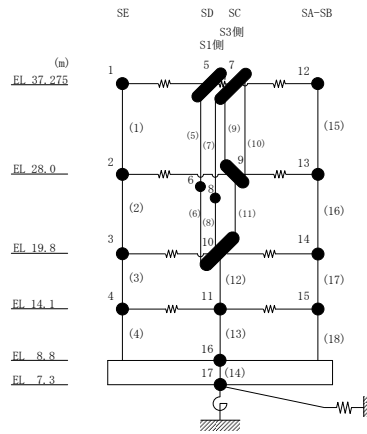 SE SD SC SA-SB
S3側
(m) S1側
EL 37.275 1 5 7 12
(1) (5) (7) (9) (10) (15)
EL 28.0 2 9 13
6 8
(2) (6) (8) (11) (16)
EL 19.8 3 10 14
(3) (12) (17)
EL 14.1 4 11 15
(4) (13) (18)
EL 8.8 16
EL 7.3 17 (14)